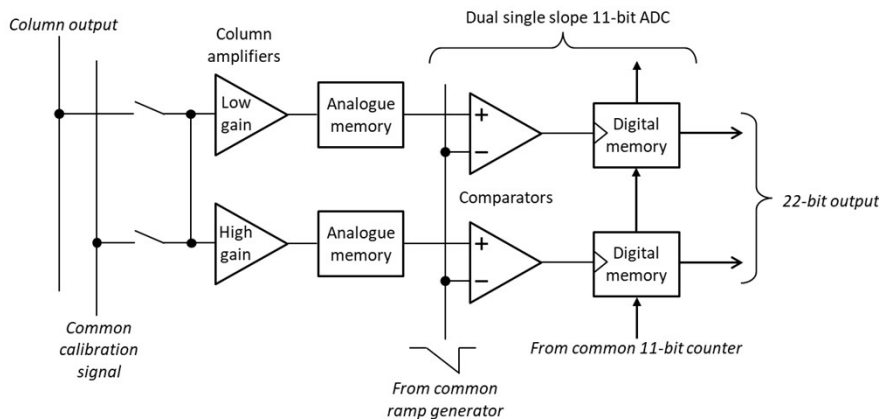 Dual single slope 11-bit ADC
Column output
Column
amplifiers
Low
gain
Analogue
memory
+
−
Digital
memory
Comparators
22-bit output
High
gain
Analogue
memory
+
−
Digital
memory
Common
calibration
signal
From common 11-bit counter
From common
ramp generator